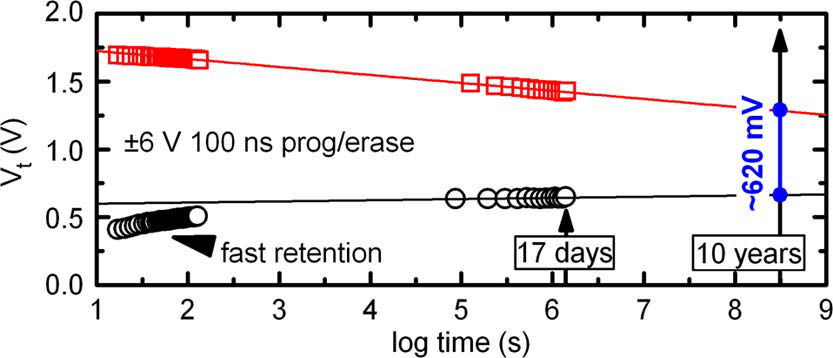 2.0
1.5
1.0
0.5
0.0
V_t (V)
±6 V 100 ns prog/erase
fast retention
17 days
10 years
~620 mV
1 2 3 4 5 6 7 8 9
log time (s)